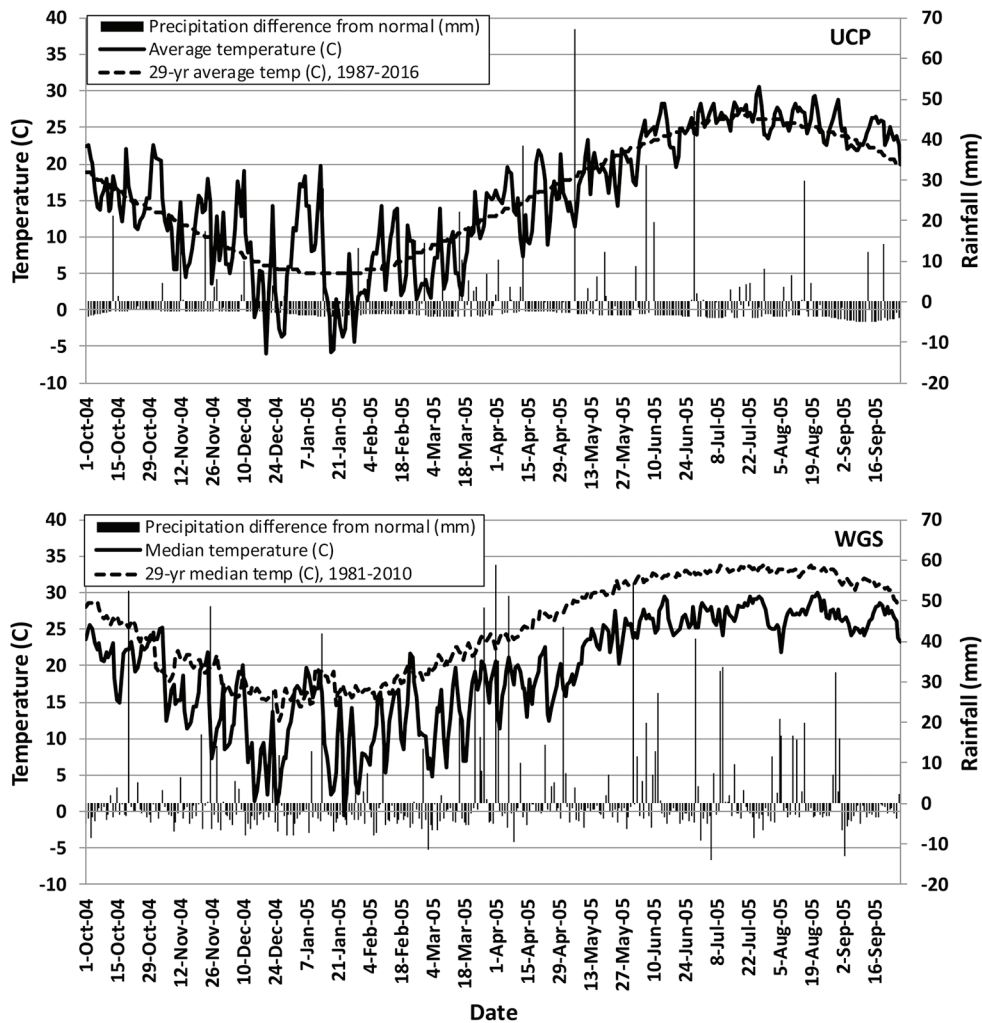 Precipitation difference from normal (mm)
Average temperature (C)
29-yr average temp (C), 1987-2016
UCP
Temperature (C)
40
35
30
25
20
15
10
5
0
-5
-10
Rainfall (mm)
70
60
50
40
30
20
10
0
-10
-20
1-Oct-04
15-Oct-04
29-Oct-04
12-Nov-04
26-Nov-04
10-Dec-04
24-Dec-04
7-Jan-05
21-Jan-05
4-Feb-05
18-Feb-05
4-Mar-05
18-Mar-05
1-Apr-05
15-Apr-05
29-Apr-05
13-May-05
27-May-05
10-Jun-05
24-Jun-05
8-Jul-05
22-Jul-05
5-Aug-05
19-Aug-05
2-Sep-05
16-Sep-05
Precipitation difference from normal (mm)
Median temperature (C)
29-yr median temp (C), 1981-2010
WGS
Temperature (C)
40
35
30
25
20
15
10
5
0
-5
-10
Rainfall (mm)
70
60
50
40
30
20
10
0
-10
-20
1-Oct-04
15-Oct-04
29-Oct-04
12-Nov-04
26-Nov-04
10-Dec-04
24-Dec-04
7-Jan-05
21-Jan-05
4-Feb-05
18-Feb-05
4-Mar-05
18-Mar-05
1-Apr-05
15-Apr-05
29-Apr-05
13-May-05
27-May-05
10-Jun-05
24-Jun-05
8-Jul-05
22-Jul-05
5-Aug-05
19-Aug-05
2-Sep-05
16-Sep-05
Date